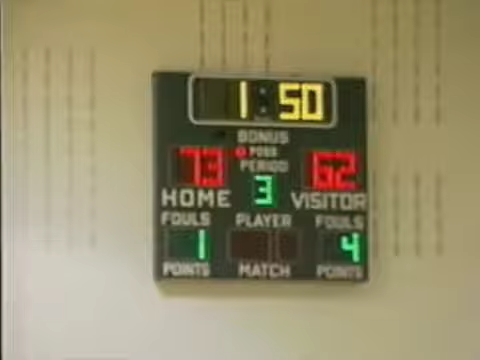 1:50
BONUS
POSS
73 PERIOD 62
HOME 3 VISITOR
FOULS PLAYER FOULS
1 4
POINTS MATCH POINTS